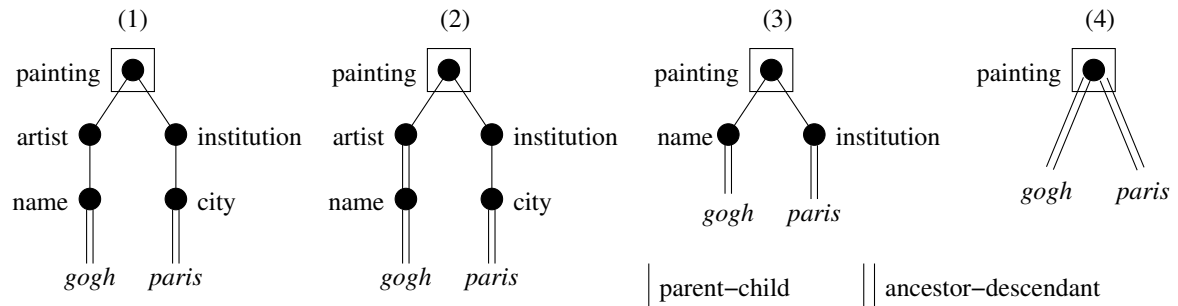 (1) (2) (3) (4)
painting painting painting painting
artist institution artist institution name institution
name city name city gogh paris gogh paris
gogh paris gogh paris
parent−child ancestor−descendant